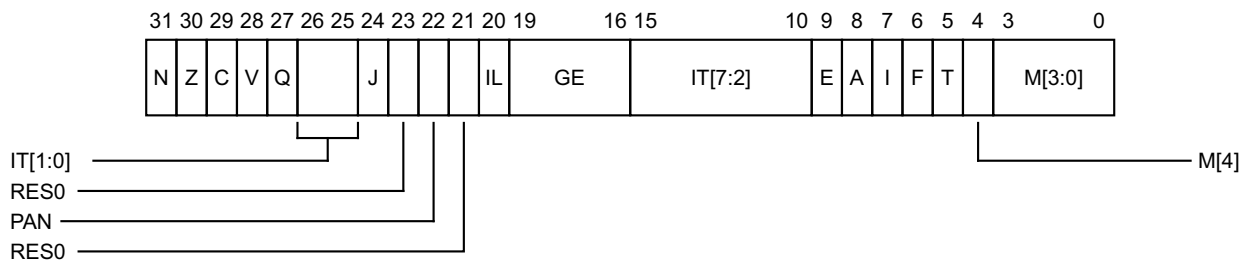 31 30 29 28 27 26 25 24 23 22 21 20 19 16 15 10 9 8 7 6 5 4 3 0
N Z C V Q J IL GE IT[7:2] E A I F T M[3:0]
IT[1:0] M[4]
RES0
PAN
RES0